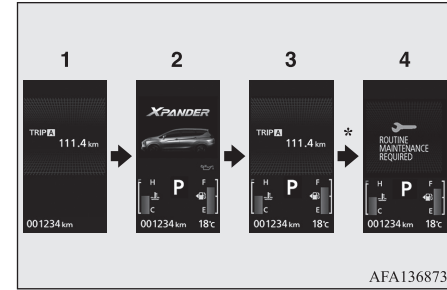 1
2
3
4
TRIP A
111.4 km
001234 km
XPANDER
H
P
F
C
E
001234 km
18°c
TRIP A
111.4 km
H
P
F
C
E
001234 km
18°c
*
ROUTINE
MAINTENANCE
REQUIRED
H
P
F
C
E
001234 km
18°c
AFA136873